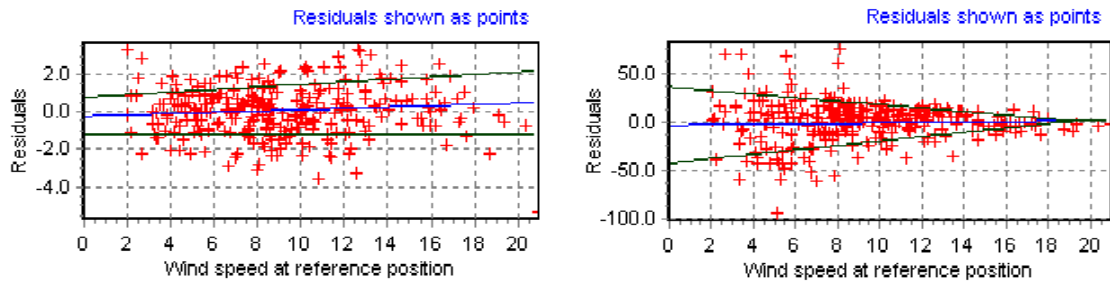 Residuals shown as points
Residuals
2.0
0.0
-2.0
-4.0
0 2 4 6 8 10 12 14 16 18 20
Wind speed at reference position
Residuals shown as points
Residuals
50.0
0.0
-50.0
-100.0
0 2 4 6 8 10 12 14 16 18 20
Wind speed at reference position